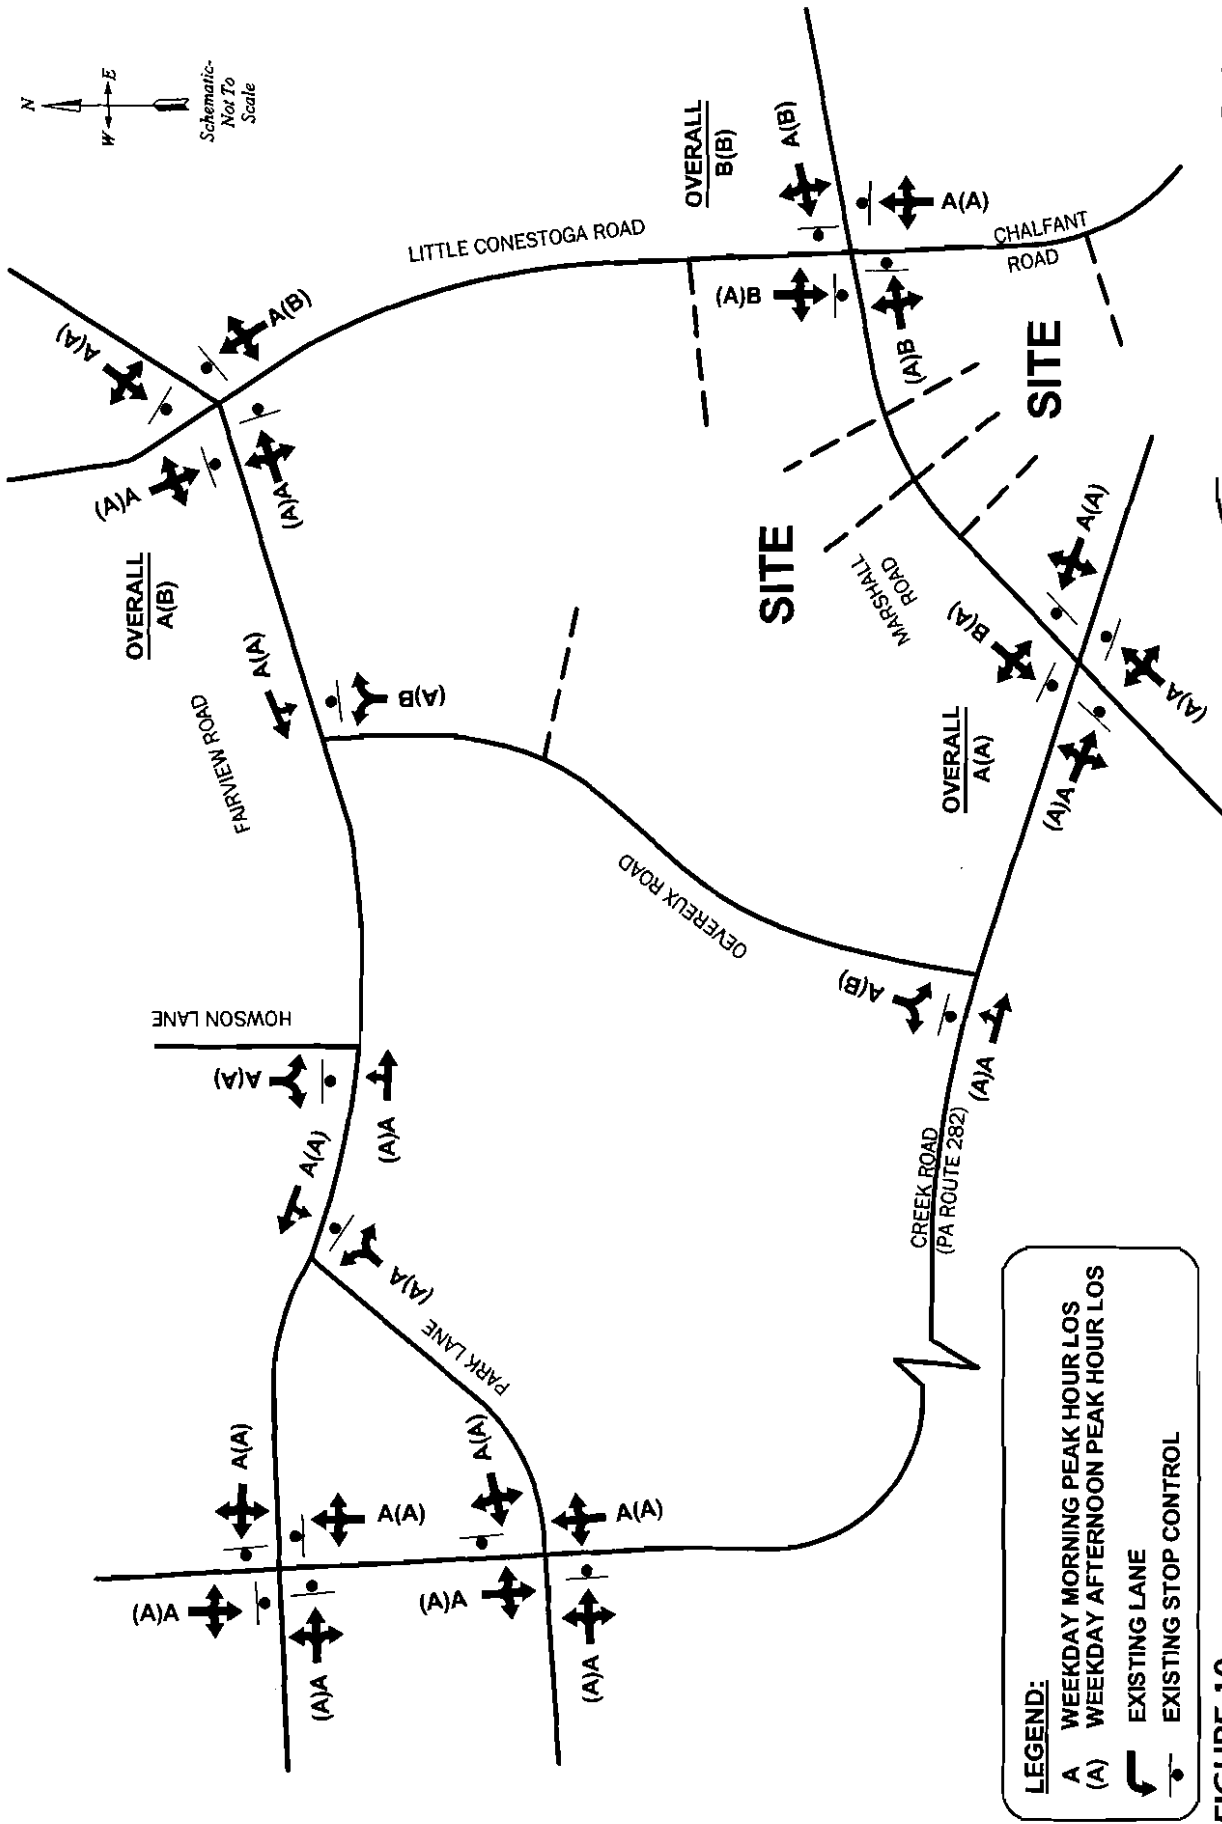 N
W
E
Schematic-
Not To
Scale
LITTLE CONESTOGA ROAD
OVERALL
B(B)
A(B)
A(A)
(A)B
(A)B
CHALFANT
ROAD
SITE
SITE
MARSHALL
ROAD
A(A)
A(B)
(A)A
(A)A
OVERALL
A(B)
FAIRVIEW ROAD
A(A)
(A)B
OEVEREUX ROAD
OVERALL
A(A)
B(A)
A(A)
(A)A
(A)A
A(B)
(A)A
CREEK ROAD
(PA ROUTE 282)
HOWSON LANE
A(A)
(A)A
A(A)
(A)A
PARK LANE
A(A)
A(A)
(A)A
(A)A
A(A)
A(A)
(A)A
(A)A
LEGEND:
A WEEKDAY MORNING PEAK HOUR LOS
(A) WEEKDAY AFTERNOON PEAK HOUR LOS
EXISTING LANE
EXISTING STOP CONTROL